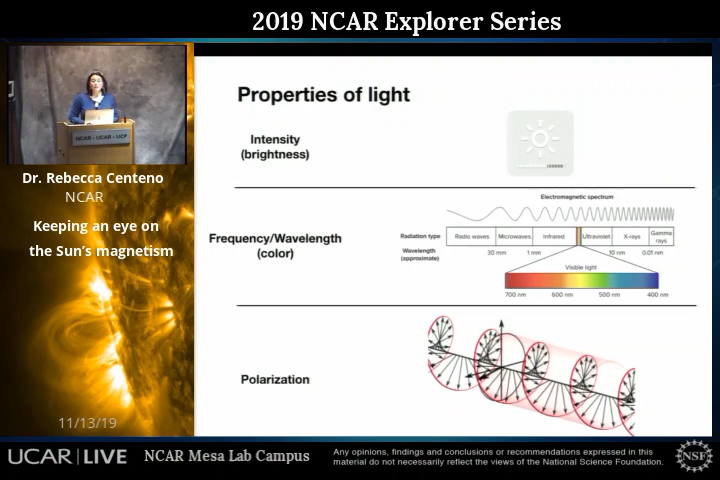 2019 NCAR Explorer Series
NCAR • UCAR • UCP
Dr. Rebecca Centeno
NCAR
Keeping an eye on
the Sun's magnetism
11/13/19
Properties of light
Intensity
(brightness)
Frequency/Wavelength
(color)
Electromagnetic spectrum
Radiation type
Radio waves
Microwaves
Infrared
Ultraviolet
X-rays
Gamma
rays
Wavelength
(approximate)
30 mm
1 mm
10 nm
0.01 nm
Visible light
700 nm
600 nm
500 nm
400 nm
Polarization
UCAR | LIVE
NCAR Mesa Lab Campus
Any opinions, findings and conclusions or recommendations expressed in this
material do not necessarily reflect the views of the National Science Foundation.
NSF